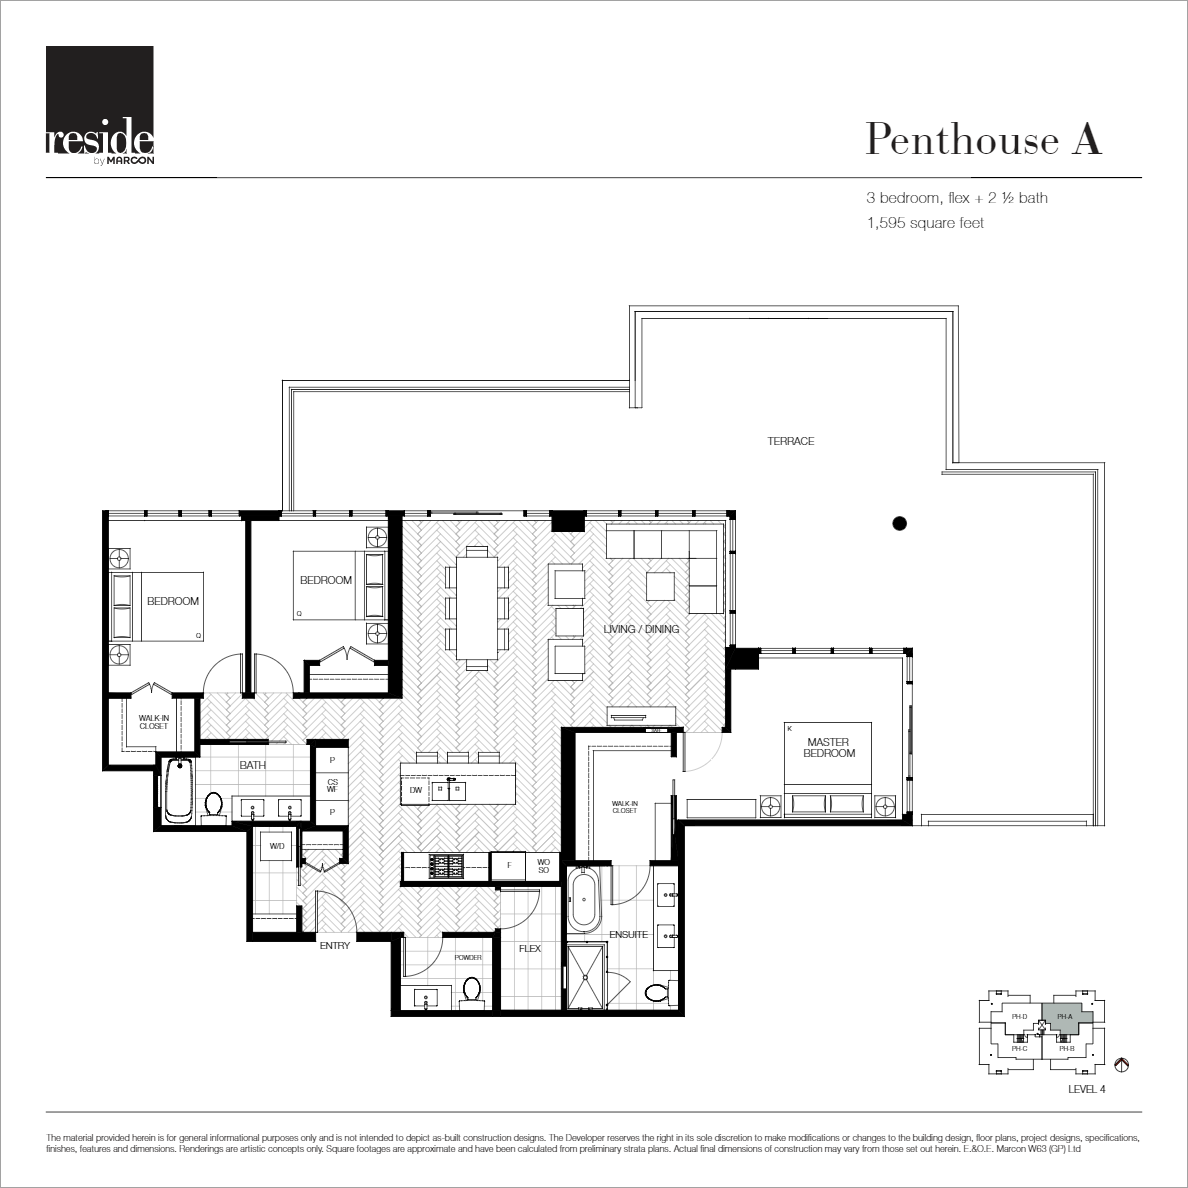 reside
by MARCON
Penthouse A
3 bedroom, flex + 2 ½ bath
1,595 square feet
TERRACE
BEDROOM
Q
BEDROOM
Q
LIVING / DINING
WALK-IN
CLOSET
BATH
P
CS
WF
P
DW
K
MASTER
BEDROOM
WALK-IN
CLOSET
WALK-IN
CLOSET
W/D
F
WO
SO
ENTRY
POWDER
FLEX
ENSUITE
PH-D
PH-A
PH-C
PH-B
LEVEL 4
The material provided herein is for general informational purposes only and is not intended to depict as-built construction designs. The Developer reserves the right in its sole discretion to make modifications or changes to the building design, floor plans, project designs, specifications,
finishes, features and dimensions. Renderings are artistic concepts only. Square footages are approximate and have been calculated from preliminary strata plans. Actual final dimensions of construction may vary from those set out herein. E.&O.E. Marcon W63 (GP) Ltd